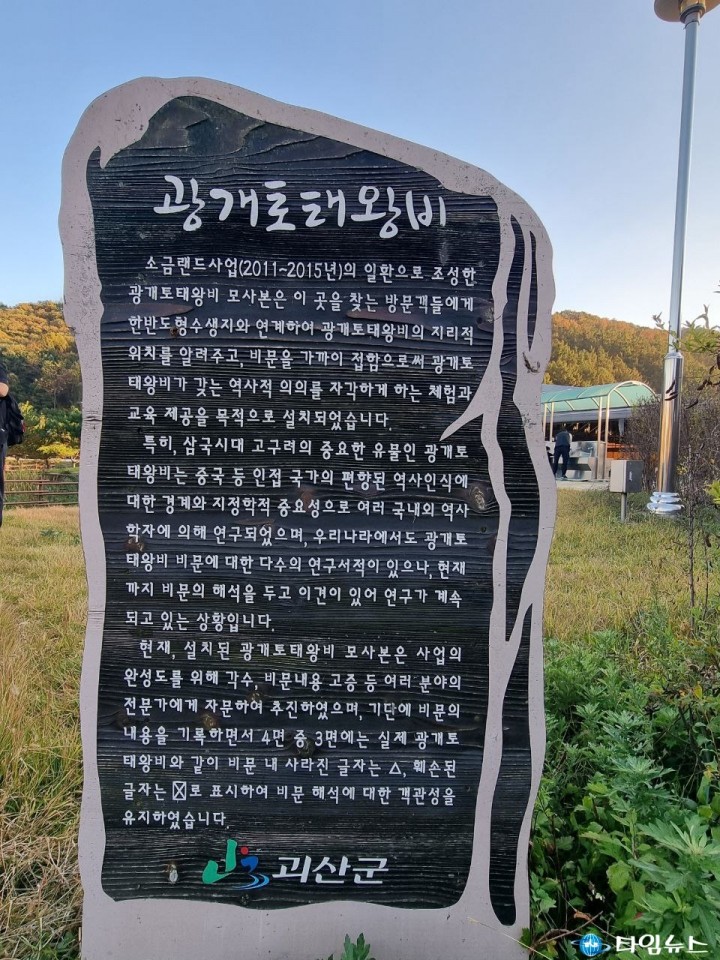 광개토태왕비
소금랜드사업(2011~2015년)의 일환으로 조성한
광개토태왕비 모사본은 이 곳을 찾는 방문객들에게
한반도형수생지와 연계하여 광개토태왕비의 지리적
위치를 알려주고, 비문을 가까이 접함으로써 광개토
태왕비가 갖는 역사적 의의를 자각하게 하는 체험과
교육 제공을 목적으로 설치되었습니다.
특히, 삼국시대 고구려의 중요한 유물인 광개토
태왕비는 중국 등 인접 국가의 편향된 역사인식에
대한 경계와 지정학적 중요성으로 여러 국내외 역사
학자에 의해 연구되었으며, 우리나라에서도 광개토
태왕비 비문에 대한 다수의 연구서적이 있으나, 현재
까지 비문의 해석을 두고 이견이 있어 연구가 계속
되고 있는 상황입니다.
현재, 설치된 광개토태왕비 모사본은 사업의
완성도를 위해 각수, 비문내용 고증 등 여러 분야의
전문가에게 자문하여 추진하였으며, 기단에 비문의
내용을 기록하면서 4면 중 3면에는 실제 광개토
태왕비와 같이 비문 내 사라진 글자는 △, 훼손된
글자는 ☒로 표시하여 비문 해석에 대한 객관성을
유지하였습니다.
괴산군
타임뉴스